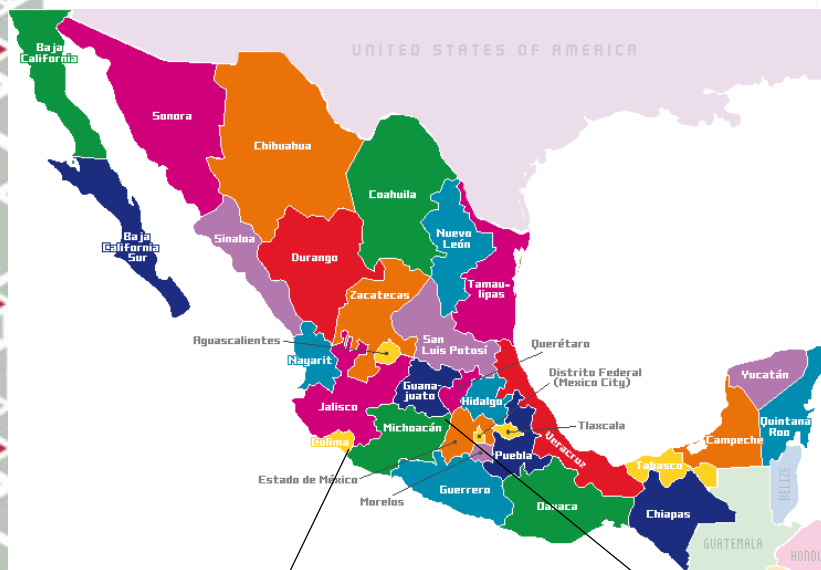 UNITED STATES OF AMERICA
Baja
California
Sonora
Chihuahua
Coahuila
Baja
California
Sur
Sinaloa
Durango
Nuevo
León
Tamau-
lipas
Zacatecas
Aguascalientes
San
Luis Potosí
Querétaro
Nayarit
Guana-
juato
Distrito Federal
(Mexico City)
Yucatán
Jalisco
Hidalgo
Michoacán
Tlaxcala
Quintana
Roo
Colima
Campeche
Veracruz
Puebla
Tabasco
Estado de México
Morelos
Guerrero
Oaxaca
Chiapas
BELIZE
GUATEMALA
HONDU